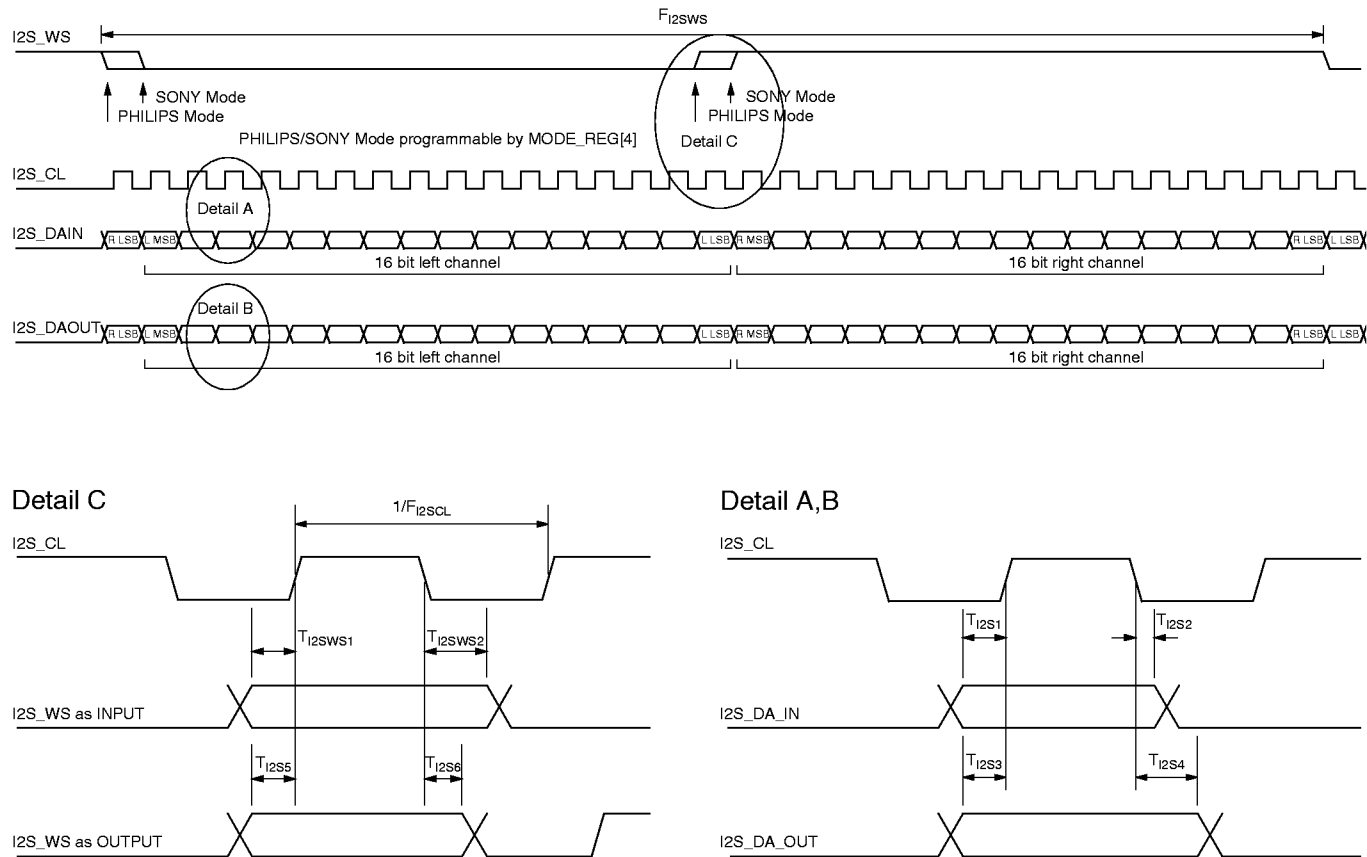 F_I2SWS
I2S_WS
SONY Mode
PHILIPS Mode
SONY Mode
PHILIPS Mode
PHILIPS/SONY Mode programmable by MODE_REG[4]
Detail C
I2S_CL
Detail A
I2S_DAIN
R LSB L MSB L LSB R MSB R LSB L LSB
16 bit left channel 16 bit right channel
Detail B
I2S_DAOUT
R LSB L MSB L LSB R MSB R LSB L LSB
16 bit left channel 16 bit right channel
Detail C
1/F_I2SCL
I2S_CL
T_I2SWS1 T_I2SWS2
I2S_WS as INPUT
T_I2S5 T_I2S6
I2S_WS as OUTPUT
Detail A,B
I2S_CL
T_I2S1 T_I2S2
I2S_DA_IN
T_I2S3 T_I2S4
I2S_DA_OUT